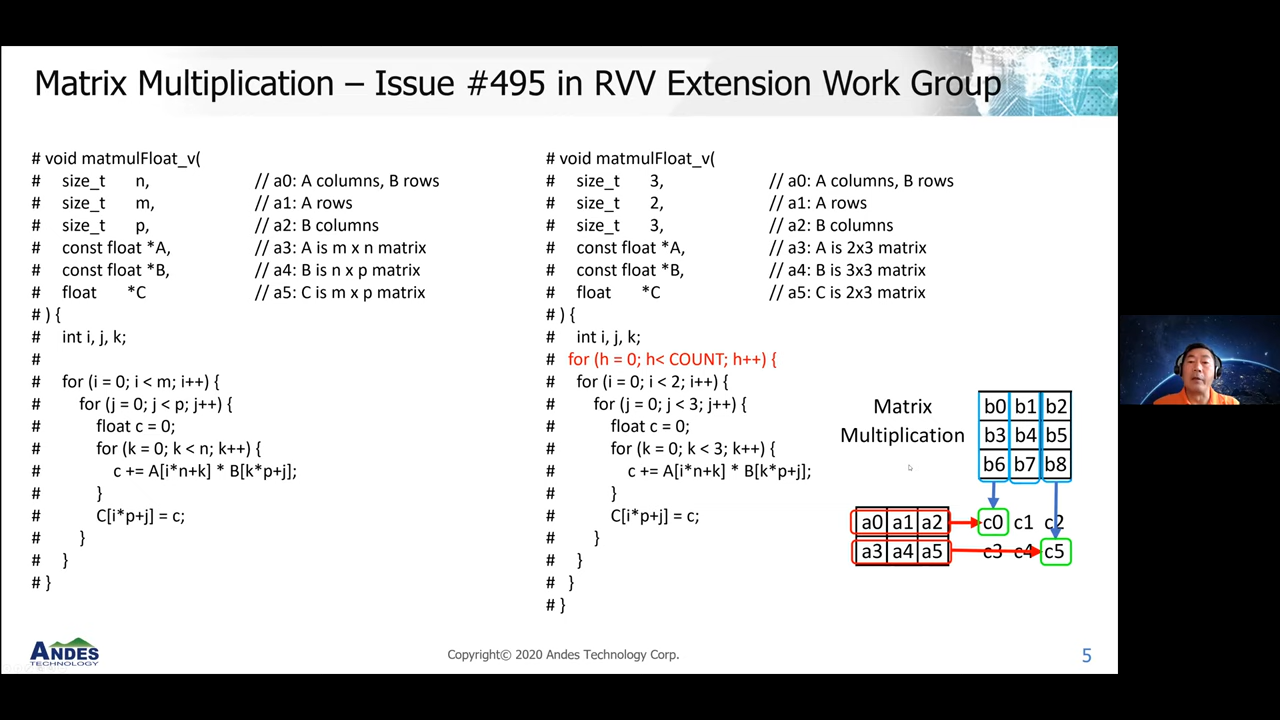 Matrix Multiplication – Issue #495 in RVV Extension Work Group
# void matmulFloat_v(
# size_t n, // a0: A columns, B rows
# size_t m, // a1: A rows
# size_t p, // a2: B columns
# const float *A, // a3: A is m x n matrix
# const float *B, // a4: B is n x p matrix
# float *C // a5: C is m x p matrix
# ) {
# int i, j, k;
#
# for (i = 0; i < m; i++) {
# for (j = 0; j < p; j++) {
# float c = 0;
# for (k = 0; k < n; k++) {
# c += A[i*n+k] * B[k*p+j];
# }
# C[i*p+j] = c;
# }
# }
# }
# void matmulFloat_v(
# size_t 3, // a0: A columns, B rows
# size_t 2, // a1: A rows
# size_t 3, // a2: B columns
# const float *A, // a3: A is 2x3 matrix
# const float *B, // a4: B is 3x3 matrix
# float *C // a5: C is 2x3 matrix
# ) {
# int i, j, k;
# for (h = 0; h< COUNT; h++) {
# for (i = 0; i < 2; i++) {
# for (j = 0; j < 3; j++) {
# float c = 0;
# for (k = 0; k < 3; k++) {
# c += A[i*n+k] * B[k*p+j];
# }
# C[i*p+j] = c;
# }
# }
# }
# }
Matrix
Multiplication
b0 b1 b2
b3 b4 b5
b6 b7 b8
a0 a1 a2 c0 c1 c2
a3 a4 a5 c3 c4 c5
ANDES
TECHNOLOGY
Copyright© 2020 Andes Technology Corp.
5